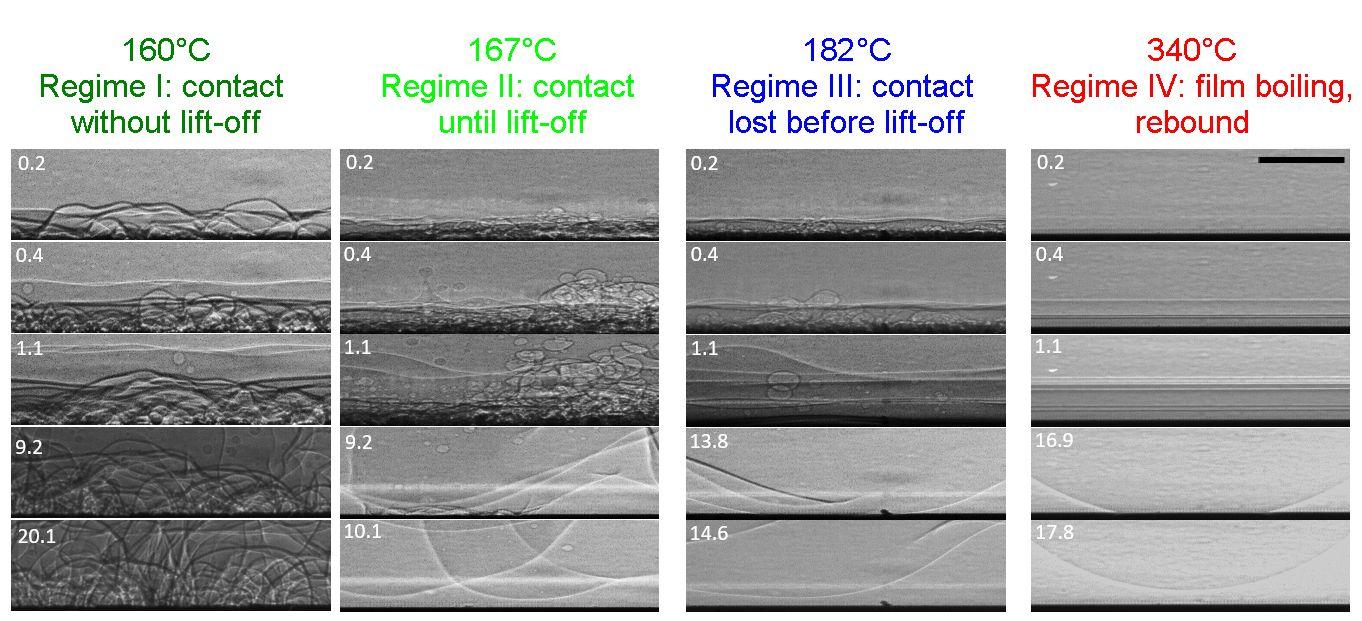 160°C
Regime I: contact
without lift-off
167°C
Regime II: contact
until lift-off
182°C
Regime III: contact
lost before lift-off
340°C
Regime IV: film boiling,
rebound
0.2
0.2
0.2
0.2
0.4
0.4
0.4
0.4
1.1
1.1
1.1
1.1
9.2
9.2
13.8
16.9
20.1
10.1
14.6
17.8